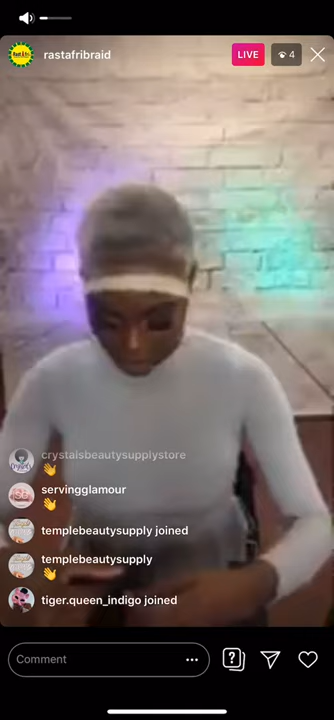 rastafribraid
LIVE
4
crystalsbeautysupplystore
👋
servingglamour
👋
templebeautysupply joined
templebeautysupply
👋
tiger.queen_indigo joined
Comment